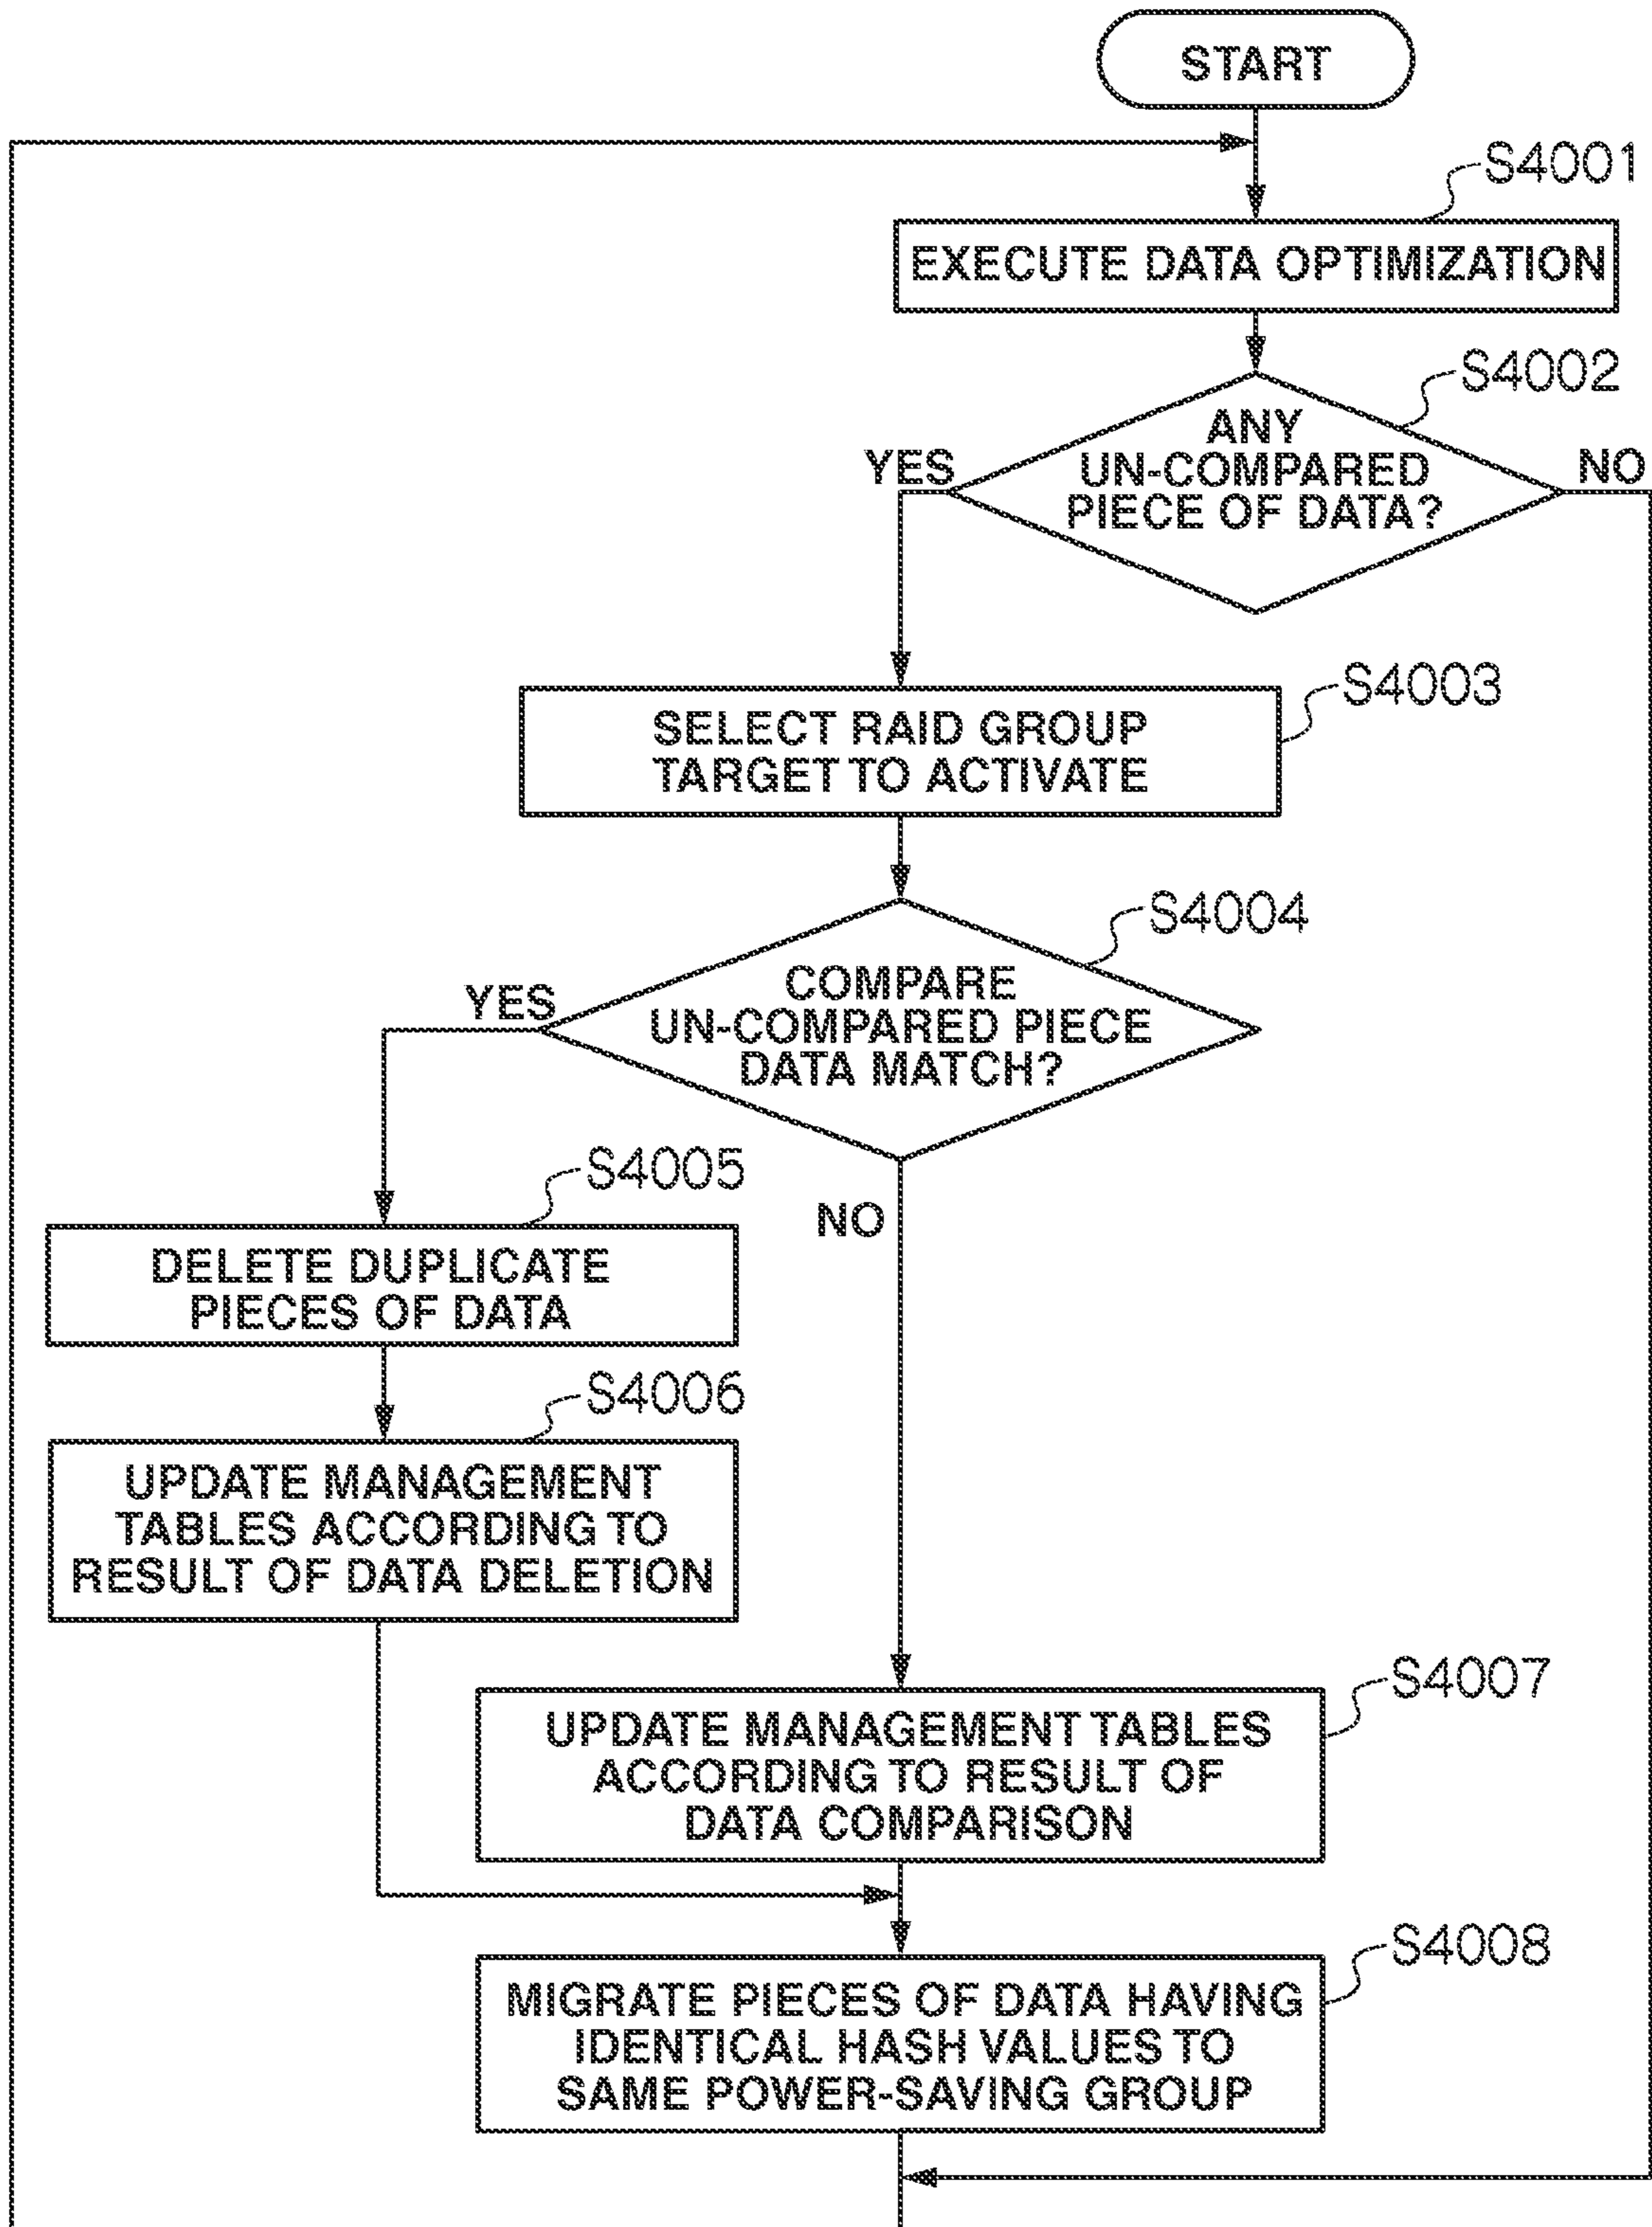 START
S4001
EXECUTE DATA OPTIMIZATION
S4002
ANY
UN-COMPARED
PIECE OF DATA?
YES
NO
S4003
SELECT RAID GROUP
TARGET TO ACTIVATE
S4004
COMPARE
UN-COMPARED PIECE
DATA MATCH?
YES
NO
S4005
DELETE DUPLICATE
PIECES OF DATA
S4006
UPDATE MANAGEMENT
TABLES ACCORDING TO
RESULT OF DATA DELETION
S4007
UPDATE MANAGEMENT TABLES
ACCORDING TO RESULT OF
DATA COMPARISON
S4008
MIGRATE PIECES OF DATA HAVING
IDENTICAL HASH VALUES TO
SAME POWER-SAVING GROUP